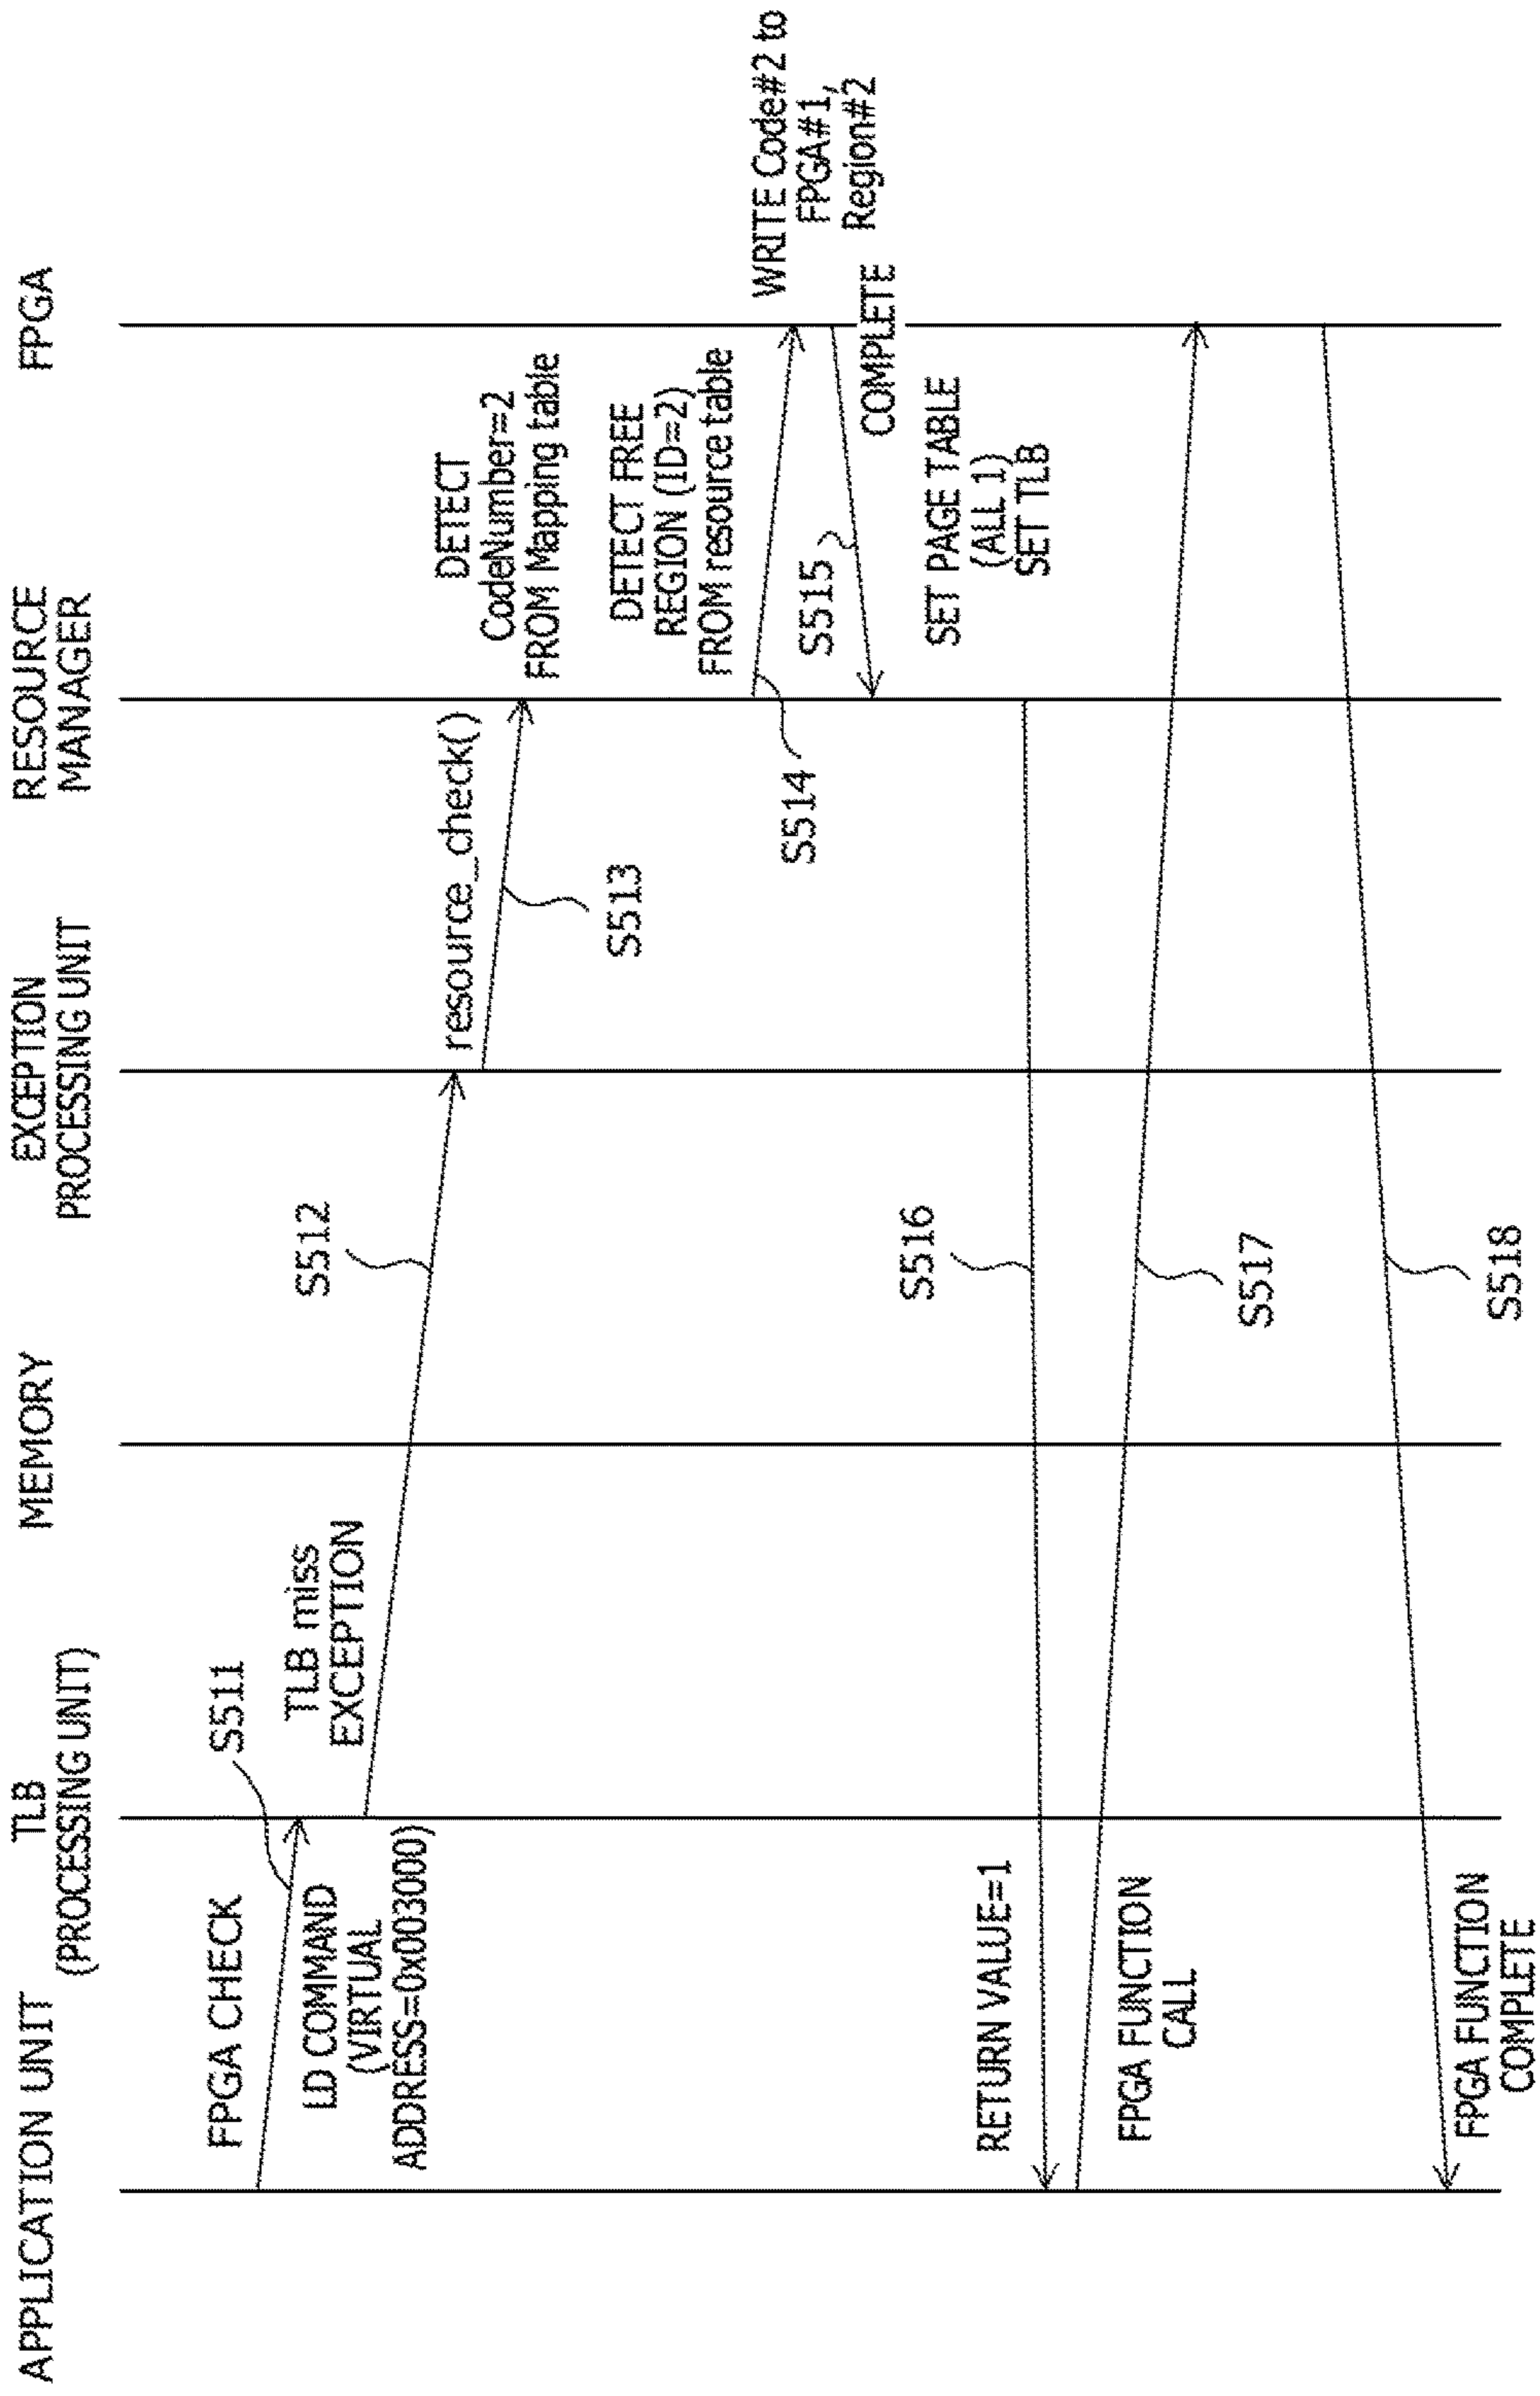 APPLICATION UNIT
TLB
(PROCESSING UNIT)
MEMORY
EXCEPTION
PROCESSING UNIT
RESOURCE
MANAGER
FPGA
FPGA CHECK
S511
LD COMMAND
(VIRTUAL
ADDRESS=0x003000)
TLB miss
EXCEPTION
S512
resource_check()
S513
DETECT
CodeNumber=2
FROM Mapping table
DETECT FREE
REGION (ID=2)
FROM resource table
S514
WRITE Code#2 to
FPGA#1,
Region#2
S515
COMPLETE
SET PAGE TABLE
(ALL 1)
SET TLB
S516
RETURN VALUE=1
FPGA FUNCTION
CALL
S517
S518
FPGA FUNCTION
COMPLETE